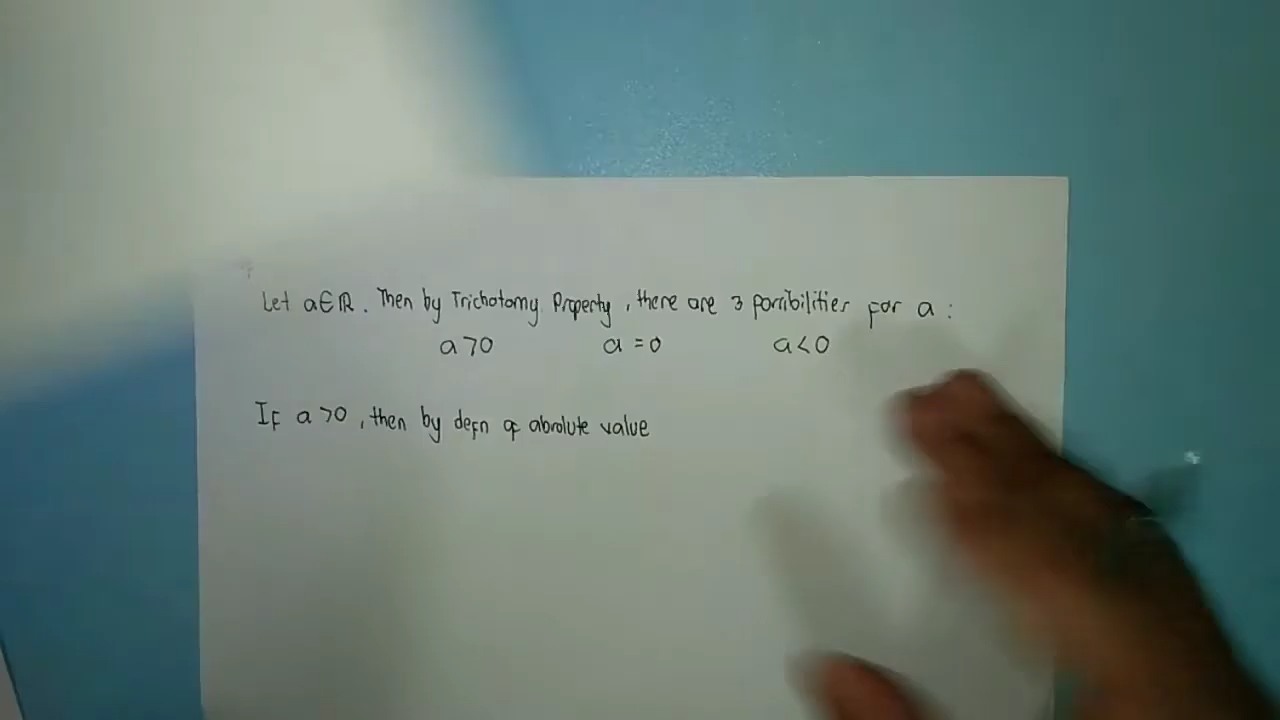 Let a∈ℝ. Then by Trichotomy Property, there are 3 possibilities for a :
a>0 a=0 a<0
If a>0, then by defn of absolute value